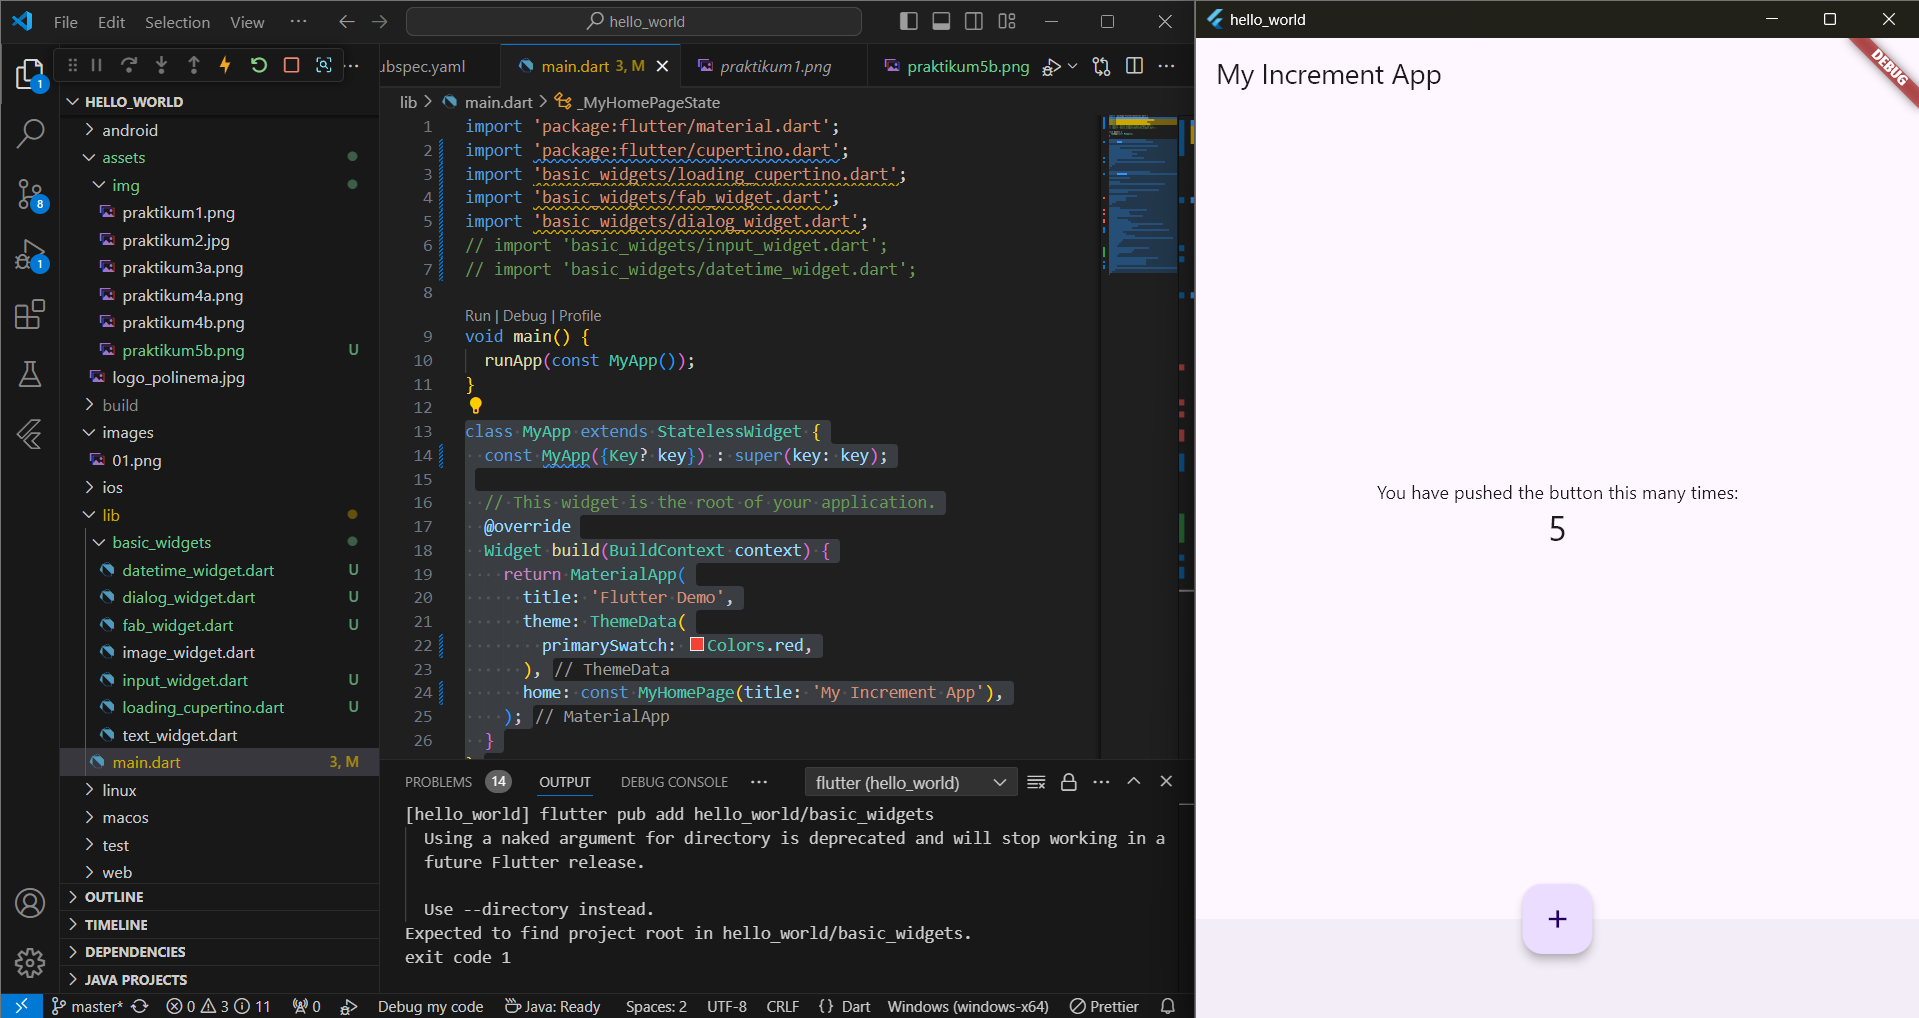 File Edit Selection View ··· hello_world
ubspec.yaml main.dart 3, M praktikum1.png praktikum5b.png
HELLO_WORLD
android
assets
img
praktikum1.png
praktikum2.jpg
praktikum3a.png
praktikum4a.png
praktikum4b.png
praktikum5b.png U
logo_polinema.jpg
build
images
01.png
ios
lib
basic_widgets
datetime_widget.dart U
dialog_widget.dart U
fab_widget.dart U
image_widget.dart
input_widget.dart U
loading_cupertino.dart U
text_widget.dart
main.dart 3, M
linux
macos
test
web
OUTLINE
TIMELINE
DEPENDENCIES
JAVA PROJECTS
1
8
1
lib > main.dart > _MyHomePageState
1 import 'package:flutter/material.dart';
2 import 'package:flutter/cupertino.dart';
3 import 'basic_widgets/loading_cupertino.dart';
4 import 'basic_widgets/fab_widget.dart';
5 import 'basic_widgets/dialog_widget.dart';
6 // import 'basic_widgets/input_widget.dart';
7 // import 'basic_widgets/datetime_widget.dart';
8
Run | Debug | Profile
9 void main() {
10 runApp(const MyApp());
11 }
12
13 class MyApp extends StatelessWidget {
14 const MyApp({Key? key}) : super(key: key);
15
16 // This widget is the root of your application.
17 @override
18 Widget build(BuildContext context) {
19 return MaterialApp(
20 title: 'Flutter Demo',
21 theme: ThemeData(
22 primarySwatch: Colors.red,
23 ), // ThemeData
24 home: const MyHomePage(title: 'My Increment App'),
25 ); // MaterialApp
26 }
PROBLEMS 14 OUTPUT DEBUG CONSOLE ··· flutter (hello_world)
[hello_world] flutter pub add hello_world/basic_widgets
Using a naked argument for directory is deprecated and will stop working in a
future Flutter release.
Use --directory instead.
Expected to find project root in hello_world/basic_widgets.
exit code 1
master* 0 3 11 0 Debug my code Java: Ready Spaces: 2 UTF-8 CRLF {} Dart Windows (windows-x64) Prettier
hello_world
DEBUG
My Increment App
You have pushed the button this many times:
5
+